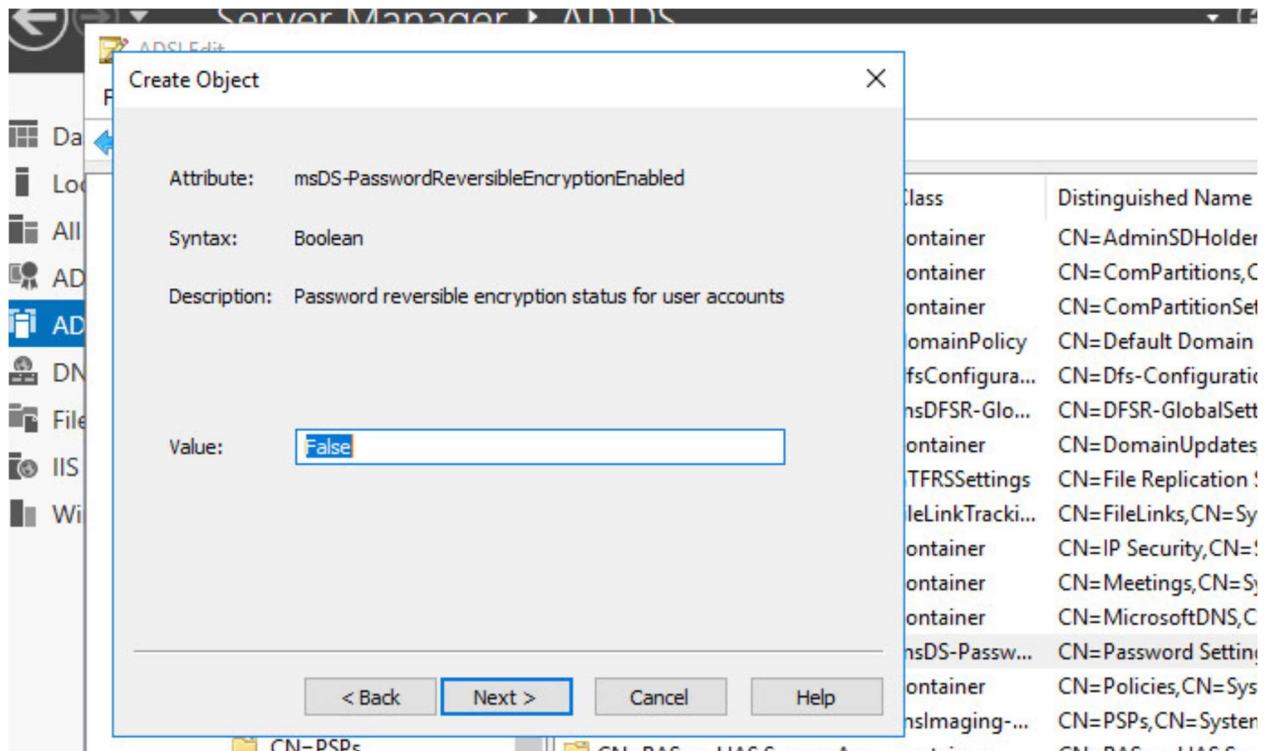 Server Manager ▸ AD DS
ADSI Edit
Create Object
Da
Loc
All
AD
AD
DN
File
IIS
Wi
Attribute: msDS-PasswordReversibleEncryptionEnabled
Syntax: Boolean
Description: Password reversible encryption status for user accounts
Value: False
< Back Next > Cancel Help
lass Distinguished Name
ontainer CN=AdminSDHolder
ontainer CN=ComPartitions,C
ontainer CN=ComPartitionSet
omainPolicy CN=Default Domain
fsConfigura... CN=Dfs-Configuratio
nsDFSR-Glo... CN=DFSR-GlobalSett
ontainer CN=DomainUpdates,
TFRSSettings CN=File Replication S
ileLinkTracki... CN=FileLinks,CN=Sy
ontainer CN=IP Security,CN=S
ontainer CN=Meetings,CN=Sy
ontainer CN=MicrosoftDNS,C
nsDS-Passw... CN=Password Setting
ontainer CN=Policies,CN=Sys
nsImaging-... CN=PSPs,CN=System
CN=PSPs